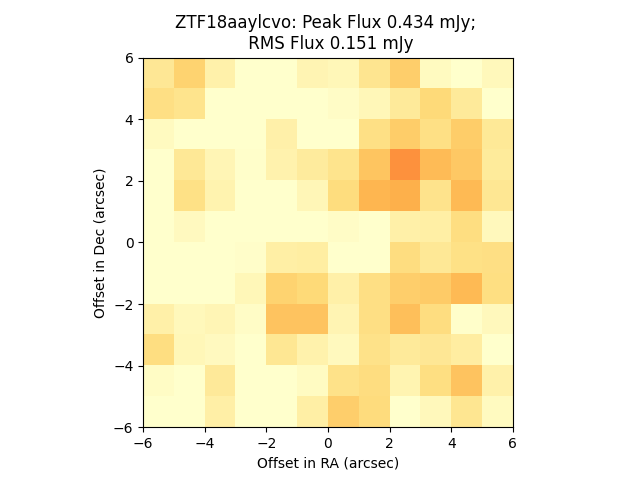 ZTF18aaylcvo: Peak Flux 0.434 mJy;
RMS Flux 0.151 mJy
6
4
2
0
−2
−4
−6
Offset in Dec (arcsec)
−6 −4 −2 0 2 4 6
Offset in RA (arcsec)